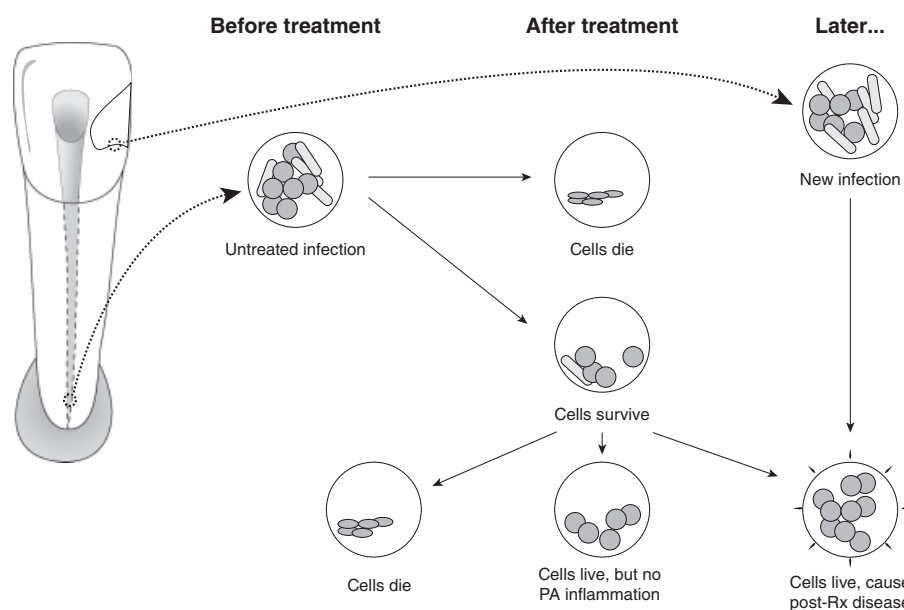 Before treatment
After treatment
Later...
Untreated infection
Cells die
New infection
Cells survive
Cells die
Cells live, but no
PA inflammation
Cells live, cause
post-Rx disease